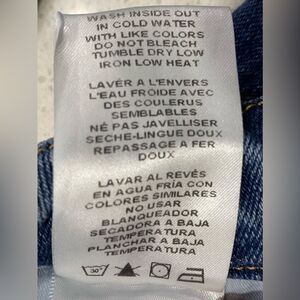 WASH INSIDE OUT
IN COLD WATER
WITH LIKE COLORS
DO NOT BLEACH
TUMBLE DRY LOW
IRON LOW HEAT
LAVÉR A L'ENVERS
L'EAU FROIDE AVEC
DES COULERUS
SEMBLABLES
NÉ PAS JAVELLISER
SECHE-LINGUE DOUX
REPASSAGE A FER
DOUX
LAVAR AL REVÉS
EN AGUA FRÍA CON
COLORES SIMILARES
NO USAR
BLANQUEADOR
SECADORA A BAJA
TEMPERATURA
PLANCHAR A BAJA
TEMPERATURA
30°